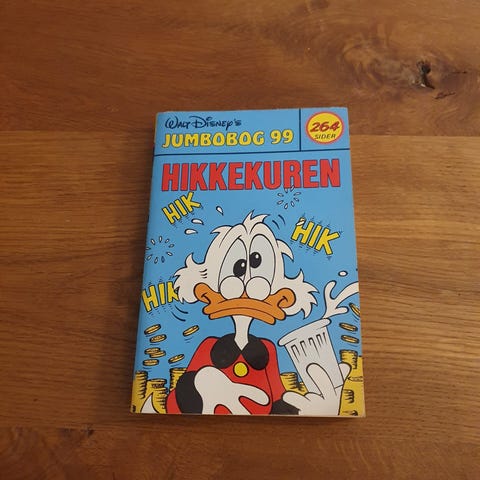 Walt Disney's
JUMBOBOG 99
264
SIDER
HIKKEKUREN
HIK
HIK
HIK